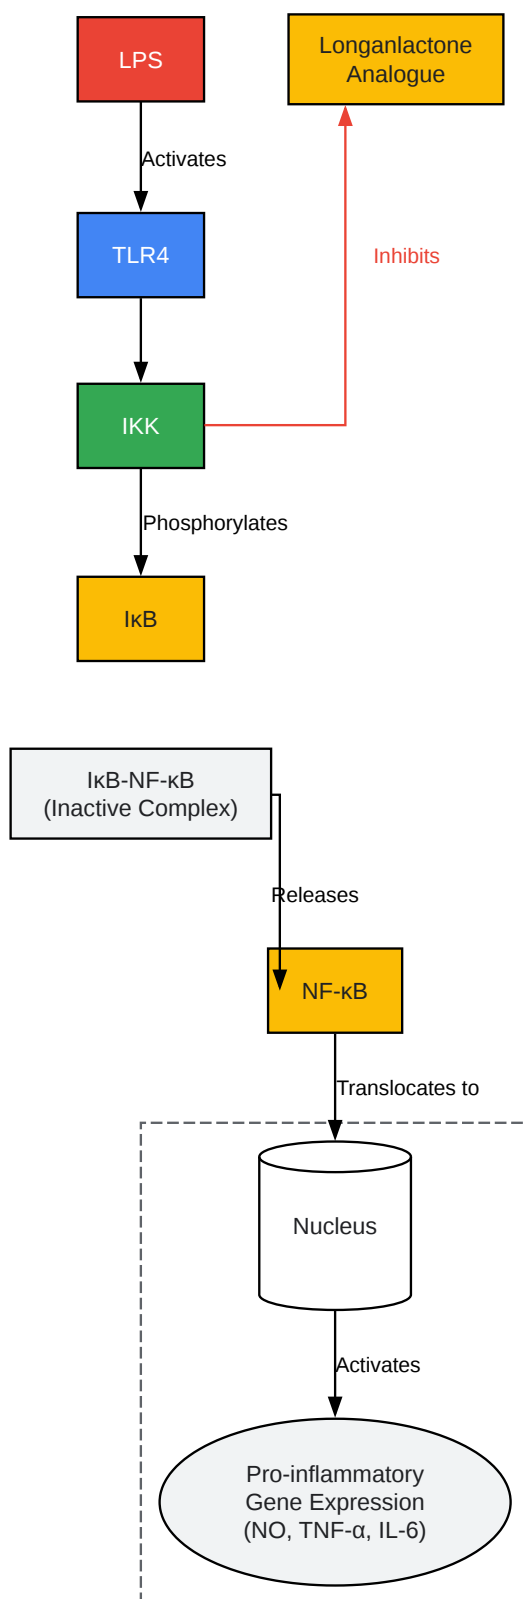 LPS
Longanlactone
Analogue
Activates
TLR4
Inhibits
IKK
Phosphorylates
IκB
IκB-NF-κB
(Inactive Complex)
Releases
NF-κB
Translocates to
Nucleus
Activates
Pro-inflammatory
Gene Expression
(NO, TNF-α, IL-6)